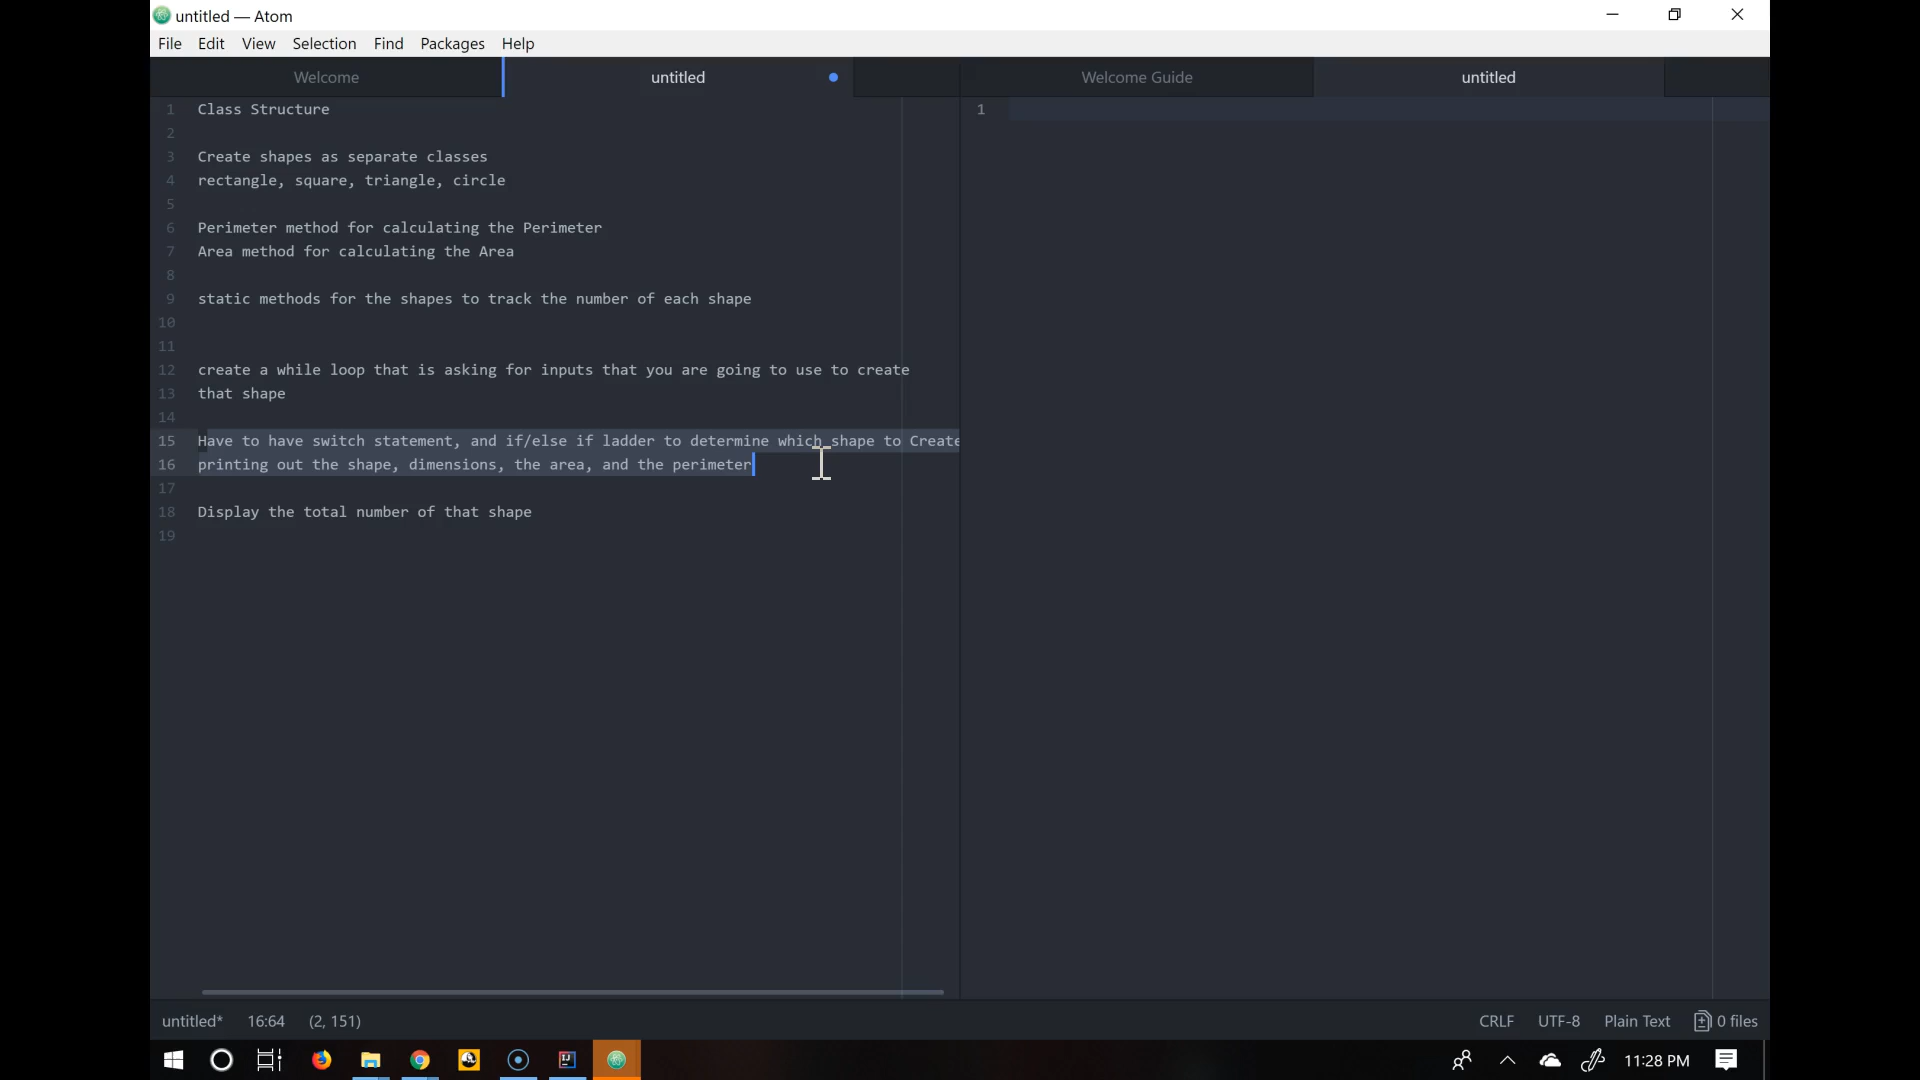 untitled — Atom
File Edit View Selection Find Packages Help
Welcome untitled Welcome Guide untitled
1 Class Structure
2
3 Create shapes as separate classes
4 rectangle, square, triangle, circle
5
6 Perimeter method for calculating the Perimeter
7 Area method for calculating the Area
8
9 static methods for the shapes to track the number of each shape
10
11
12 create a while loop that is asking for inputs that you are going to use to create
13 that shape
14
15 Have to have switch statement, and if/else if ladder to determine which shape to Create
16 printing out the shape, dimensions, the area, and the perimeter
17
18 Display the total number of that shape
19
1
untitled* 16:64 (2, 151) CRLF UTF-8 Plain Text 0 files
IJ 11:28 PM